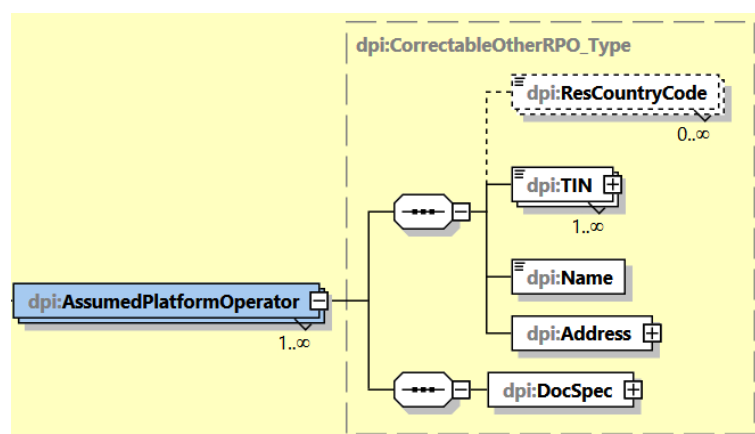 dpi:CorrectableOtherRPO_Type
dpi:ResCountryCode
0..∞
dpi:TIN
1..∞
dpi:Name
dpi:AssumedPlatformOperator
1..∞
dpi:Address
dpi:DocSpec